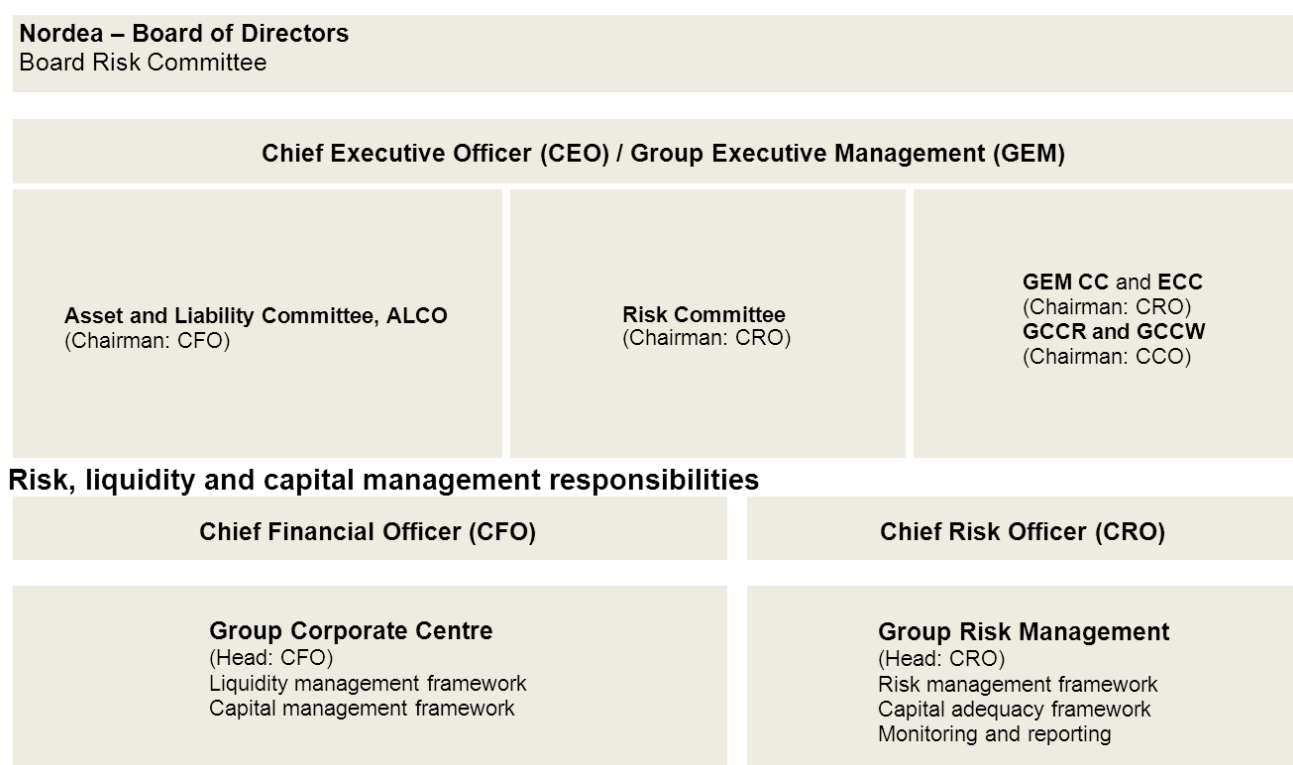 Nordea – Board of Directors
Board Risk Committee
Chief Executive Officer (CEO) / Group Executive Management (GEM)
Asset and Liability Committee, ALCO
(Chairman: CFO)
Risk Committee
(Chairman: CRO)
GEM CC and ECC
(Chairman: CRO)
GCCR and GCCW
(Chairman: CCO)
Risk, liquidity and capital management responsibilities
Chief Financial Officer (CFO)
Chief Risk Officer (CRO)
Group Corporate Centre
(Head: CFO)
Liquidity management framework
Capital management framework
Group Risk Management
(Head: CRO)
Risk management framework
Capital adequacy framework
Monitoring and reporting